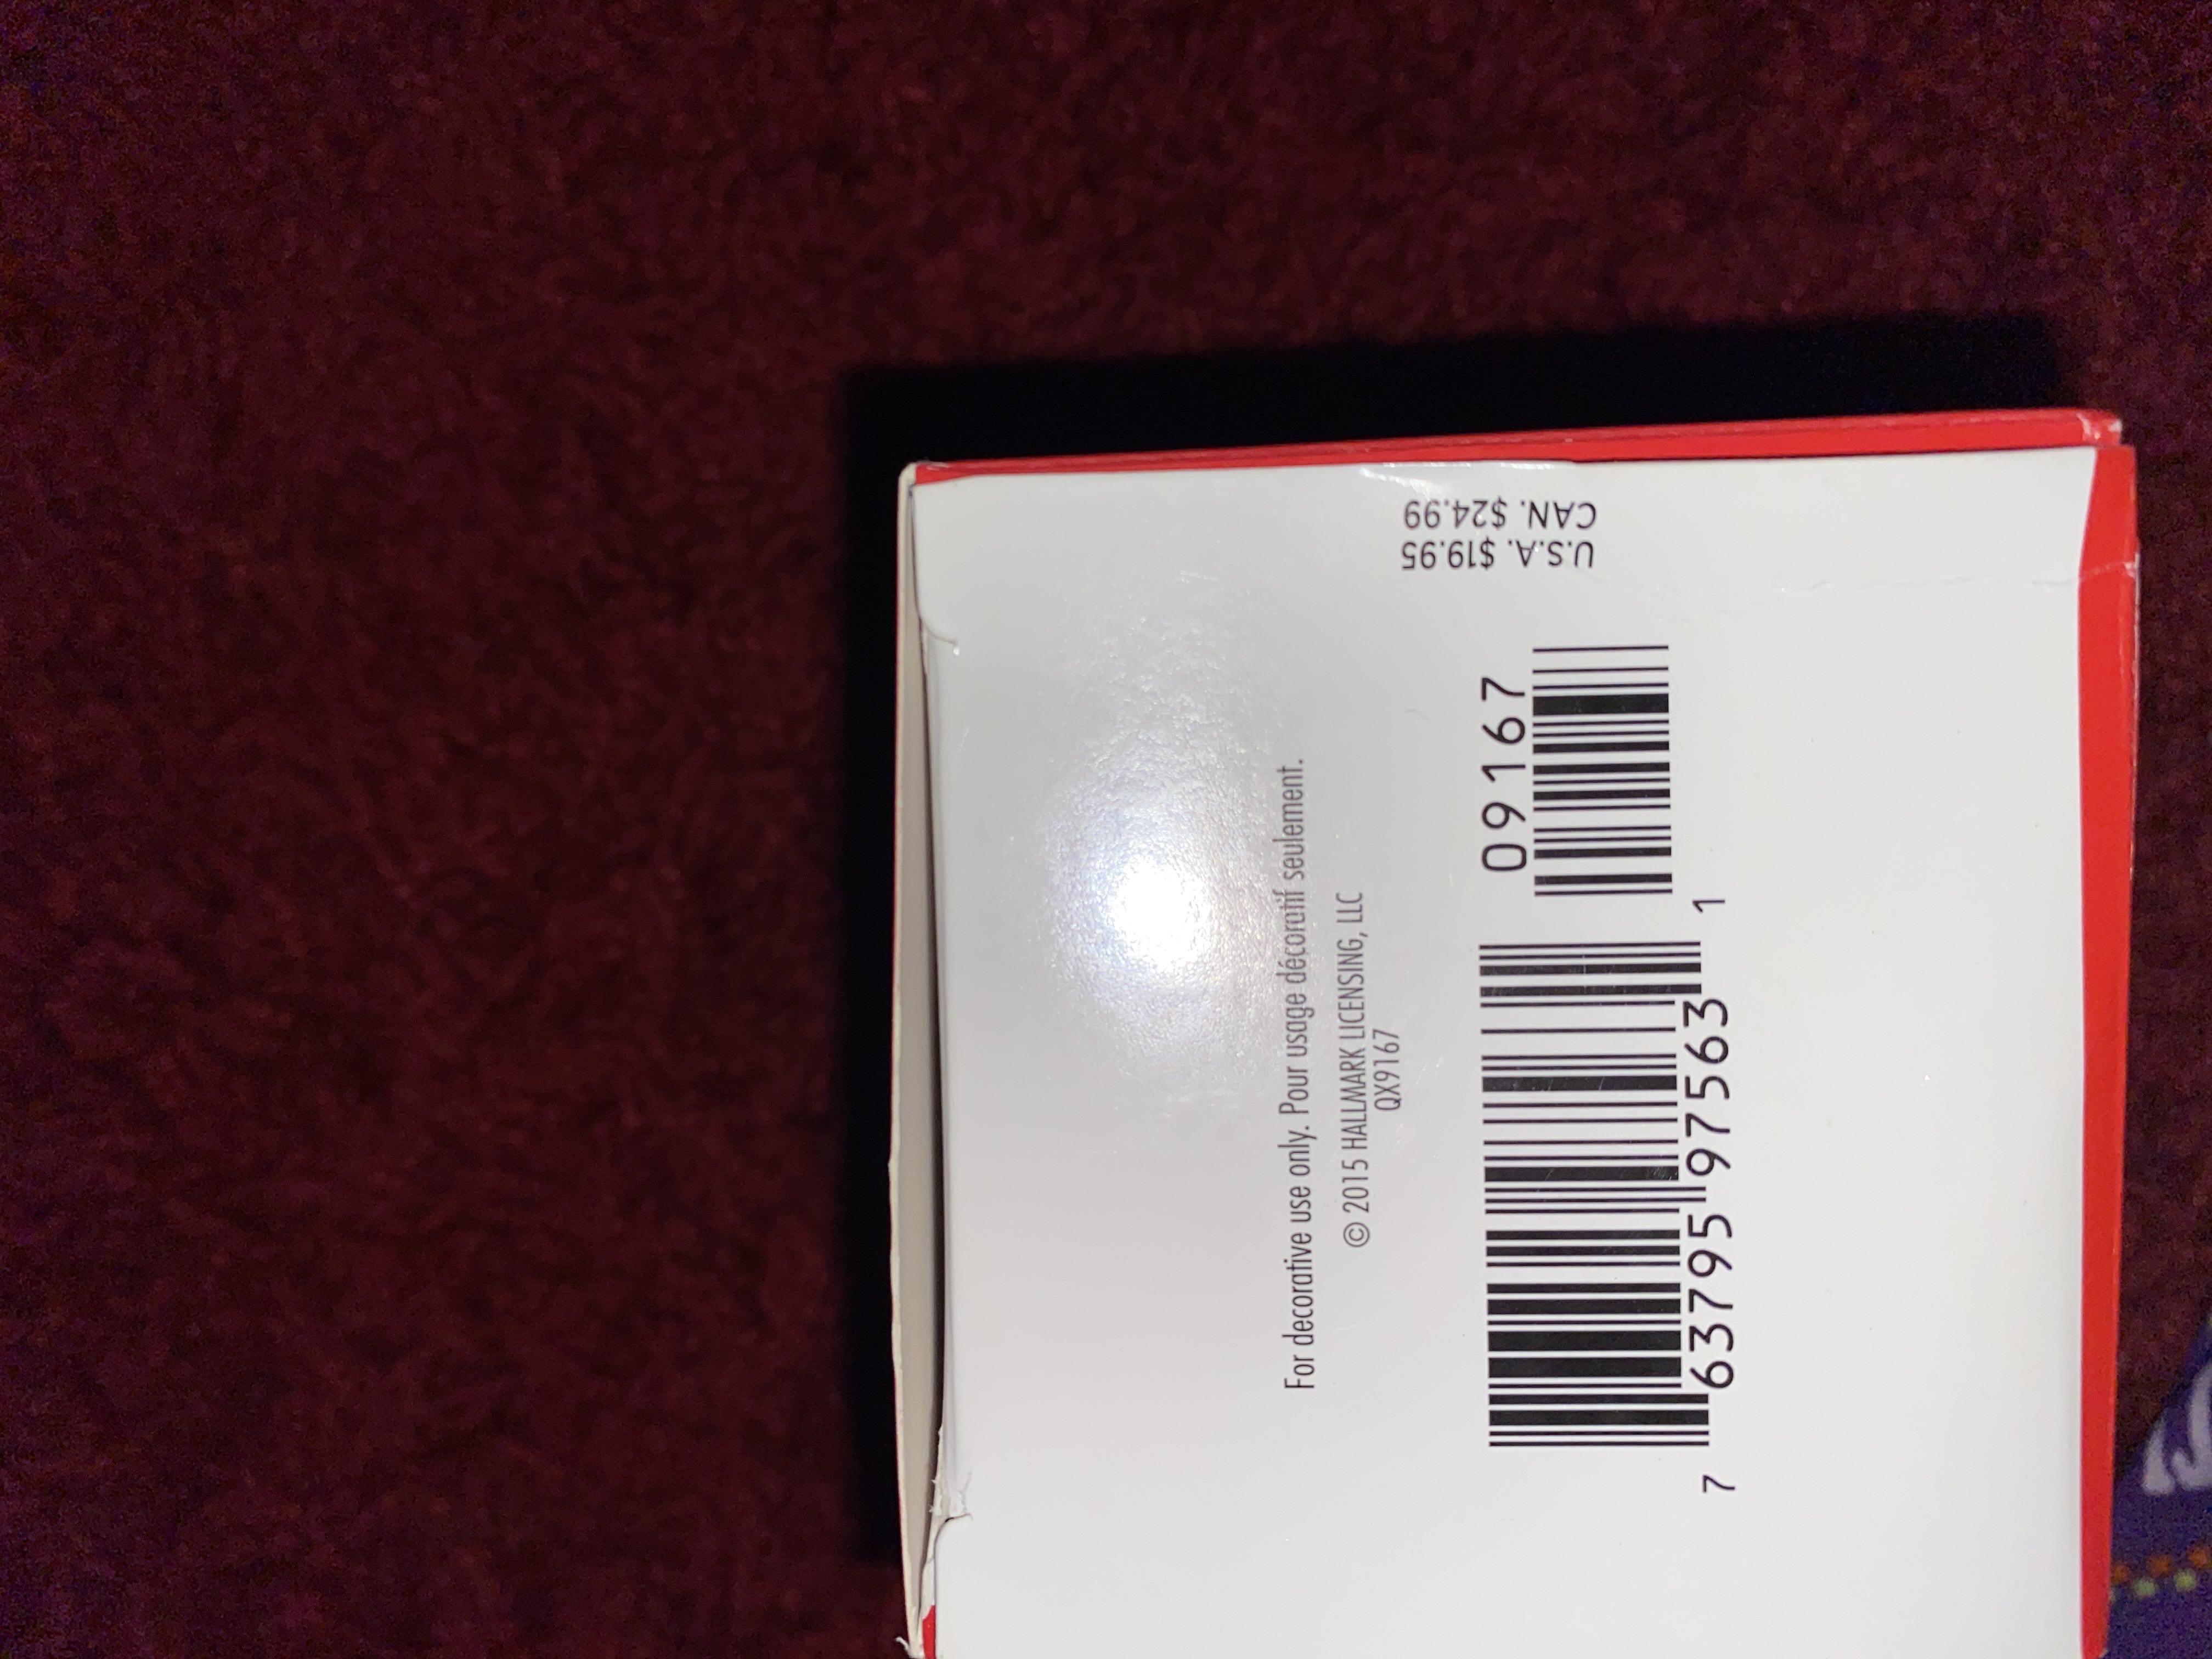 U.S.A. $19.95
CAN. $24.99
For decorative use only. Pour usage décoratif seulement.
© 2015 HALLMARK LICENSING, LLC
QX9167
09167
7 63795 97563 1